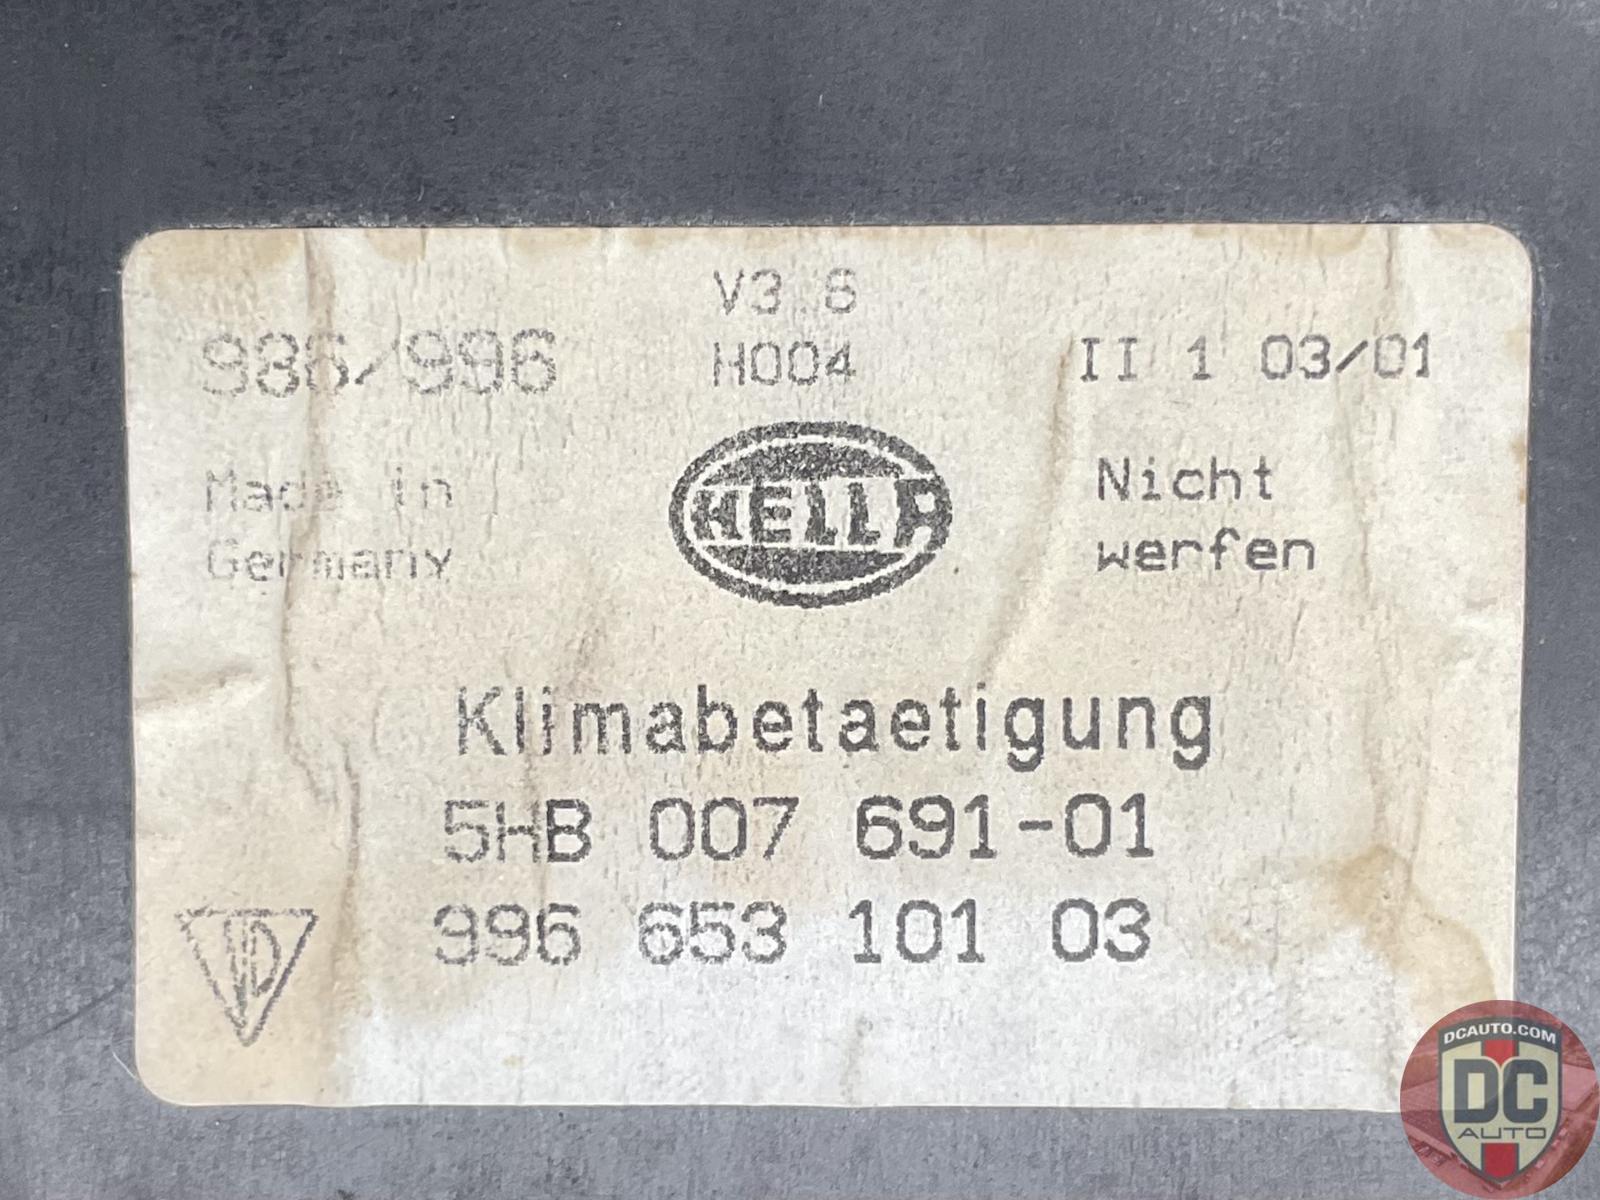 V3.6
986/996 H004 II 1 03/01
Made in Nicht
Germany werfen
HELLA
Klimabetaetigung
5HB 007 691-01
996 653 101 03
DCAUTO.COM
DC
AUTO